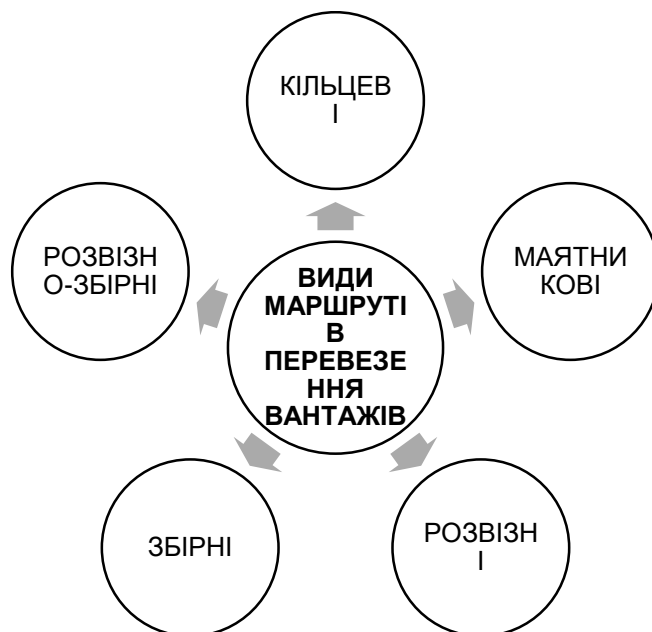 КІЛЬЦЕВ
І
РОЗВІЗН
О-ЗБІРНІ
МАЯТНИ
КОВІ
ВИДИ
МАРШРУТІ
В
ПЕРЕВЕЗЕ
ННЯ
ВАНТАЖІВ
ЗБІРНІ
РОЗВІЗН
І